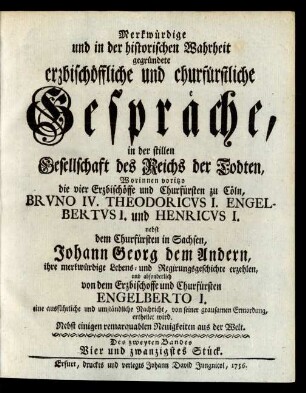 Merkwürdige
und in der historischen Wahrheit
gegründete
erzbischöffliche und churfürstliche
Gespräche,
in der stillen
Gesellschaft des Reichs der Todten,
Worinnen voritzo
die vier Erzbischöffe und Churfürsten zu Cöln,
BRVNO IV. THEODORICVS I. ENGEL-
BERTVS I. und HENRICVS I.
nebst
dem Churfürsten in Sachsen,
Johann Georg dem Andern,
ihre merkwürdige Lebens- und Regirungsgeschichte erzehlen,
und absonderlich
von dem Erzbischoffe und Churfürsten
ENGELBERTO I.
eine ausführliche und umständliche Nachricht, von seiner grausamen Ermordung,
ertheilet wird.
Nebst einigen remarquablen Neuigkeiten aus der Welt.
Des zweyten Bandes
Vier und zwanzigstes Stück.
Erfurt, druckts und verlegts Johann David Jungnicol, 1736.